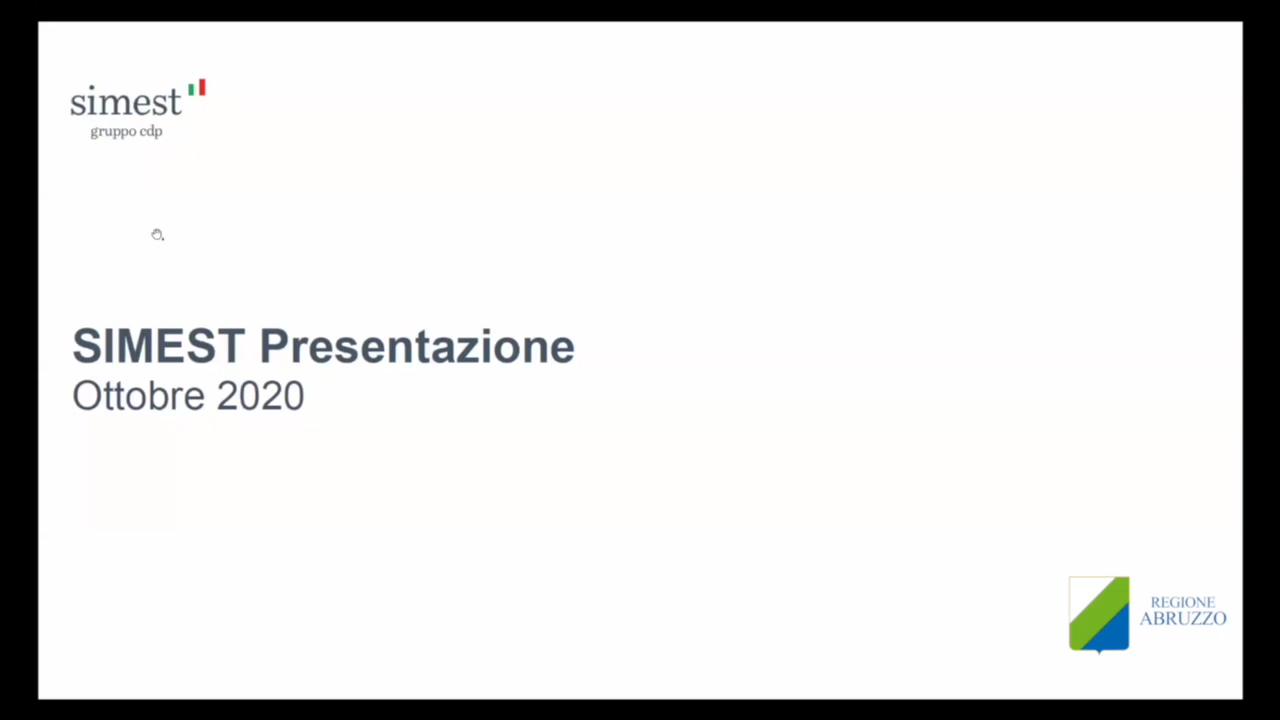 simest
gruppo cdp
SIMEST Presentazione
Ottobre 2020
REGIONE
ABRUZZO